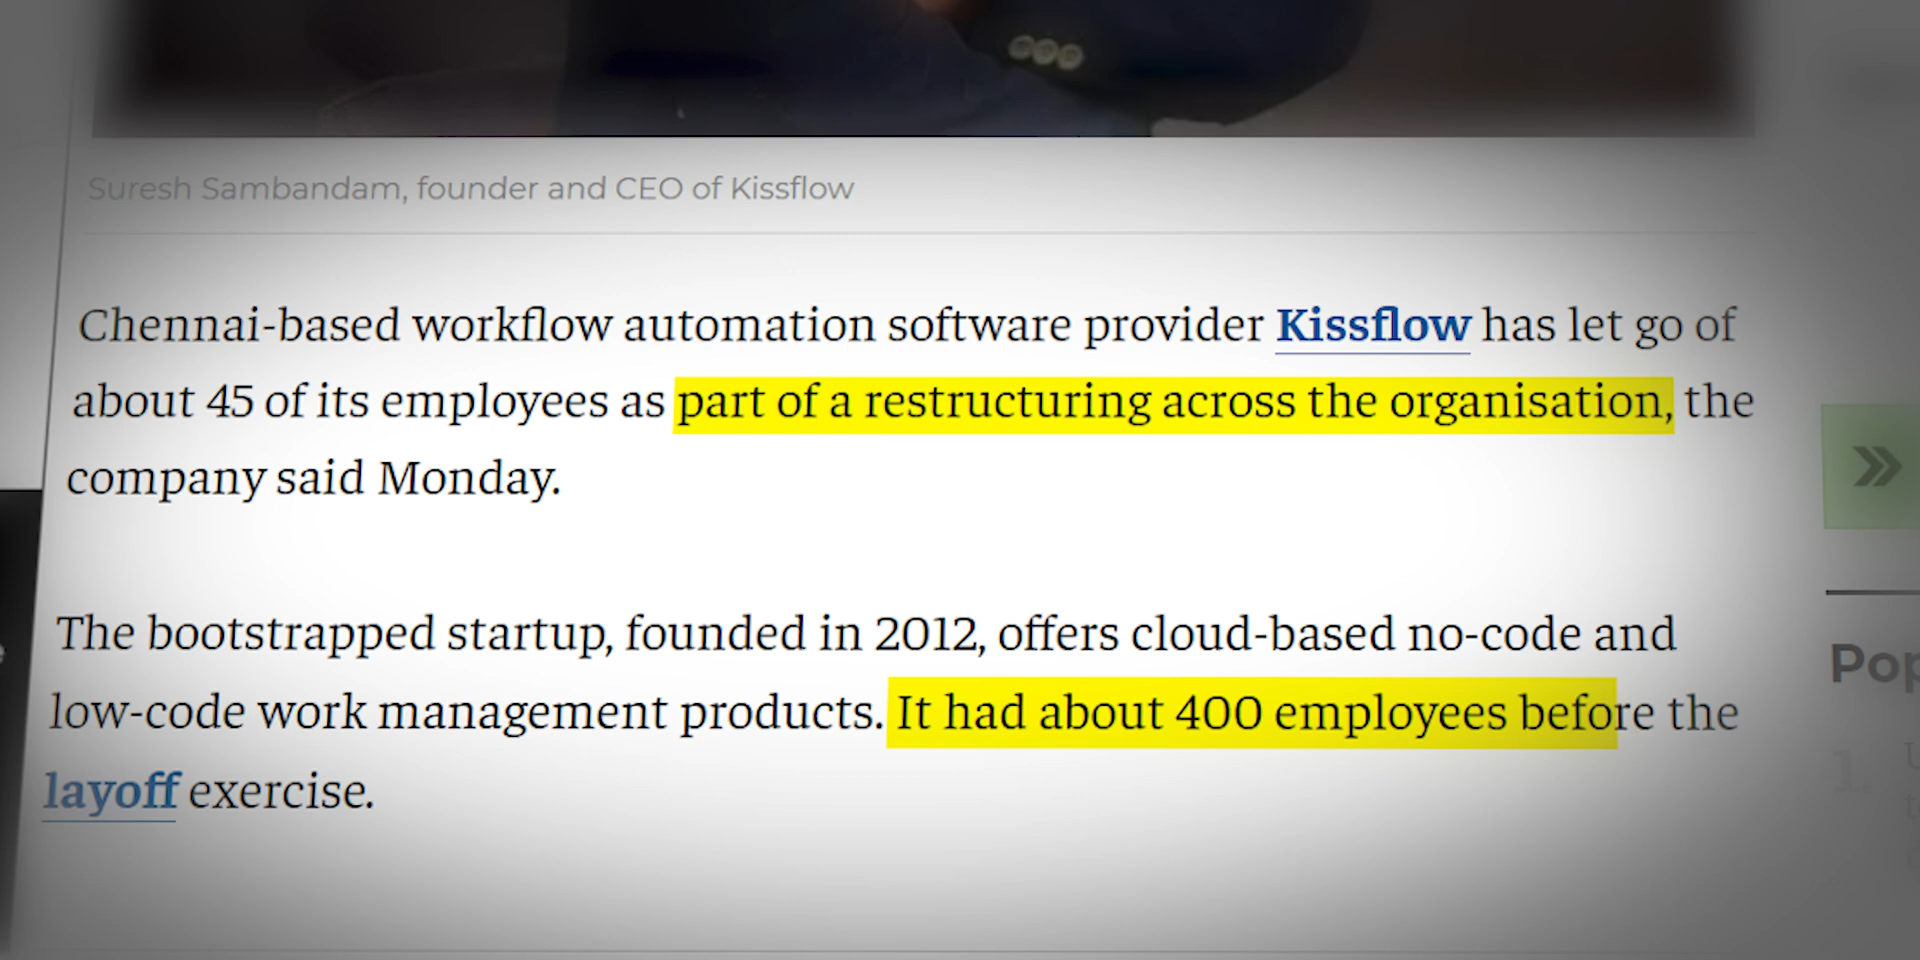 Suresh Sambandam, founder and CEO of Kissflow
Chennai-based workflow automation software provider Kissflow has let go of
about 45 of its employees as part of a restructuring across the organisation, the
company said Monday.
The bootstrapped startup, founded in 2012, offers cloud-based no-code and
low-code work management products. It had about 400 employees before the
layoff exercise.
1.